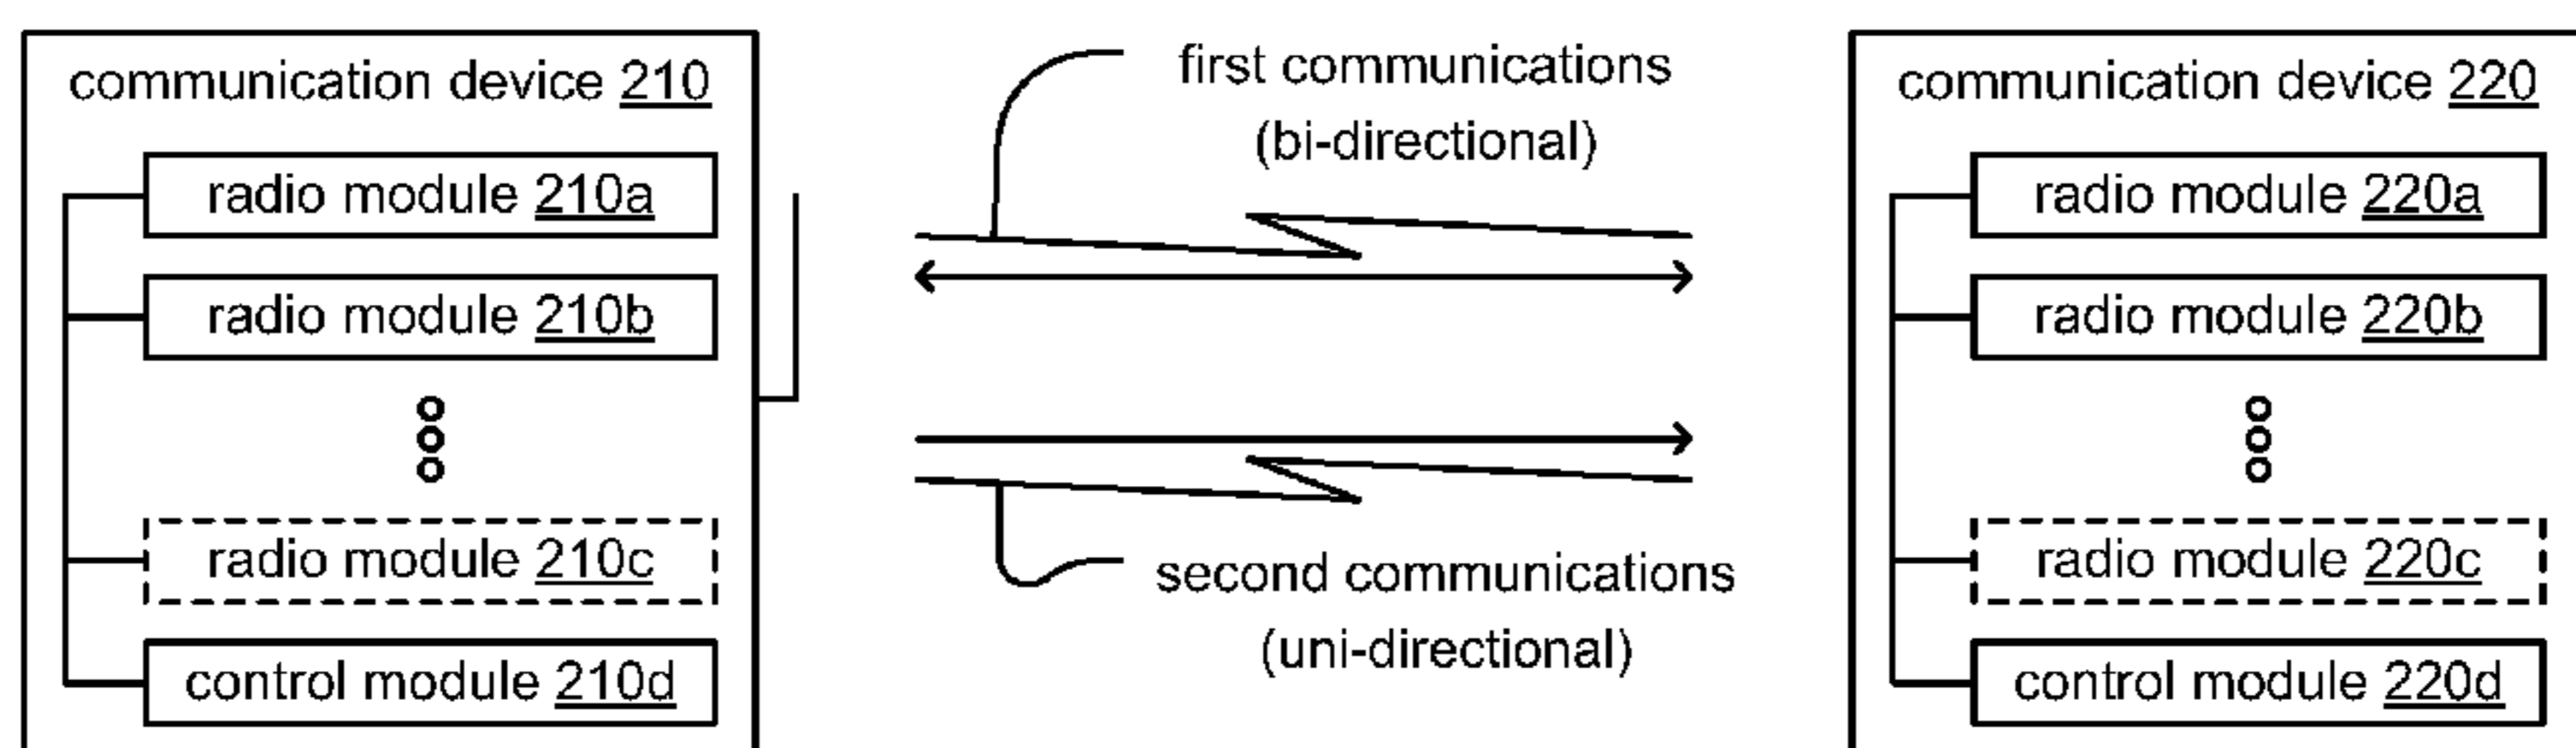 communication device 210
radio module 210a
radio module 210b
radio module 210c
control module 210d
first communications
(bi-directional)
second communications
(uni-directional)
communication device 220
radio module 220a
radio module 220b
radio module 220c
control module 220d